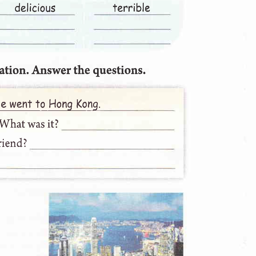 delicious terrible
ation. Answer the questions.
e went to Hong Kong.
What was it?
riend?